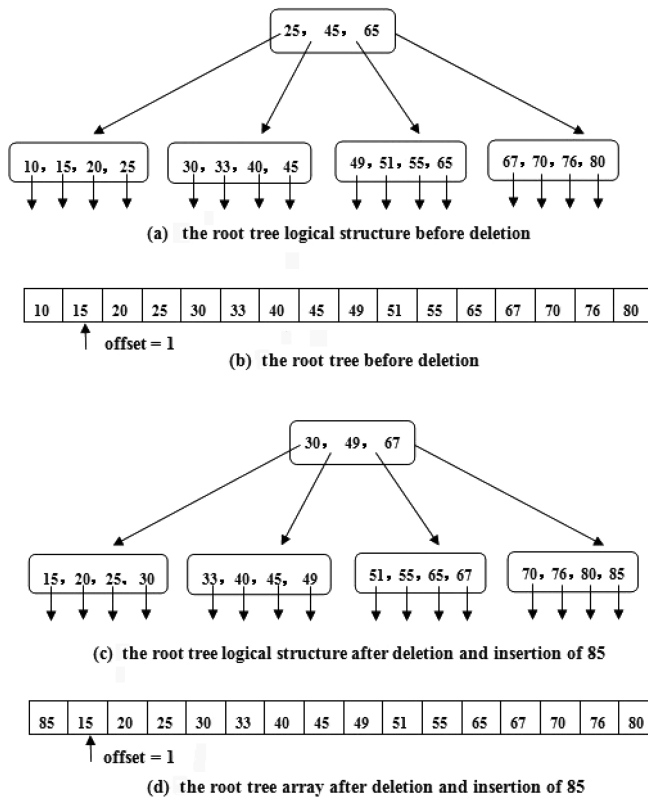 25, 45, 65
10, 15, 20, 25 30, 33, 40, 45 49, 51, 55, 65 67, 70, 76, 80
(a) the root tree logical structure before deletion
10 15 20 25 30 33 40 45 49 51 55 65 67 70 76 80
offset = 1
(b) the root tree before deletion
30, 49, 67
15, 20, 25. 30 33, 40, 45, 49 51, 55, 65, 67 70, 76, 80, 85
(c) the root tree logical structure after deletion and insertion of 85
85 15 20 25 30 33 40 45 49 51 55 65 67 70 76 80
offset = 1
(d) the root tree array after deletion and insertion of 85